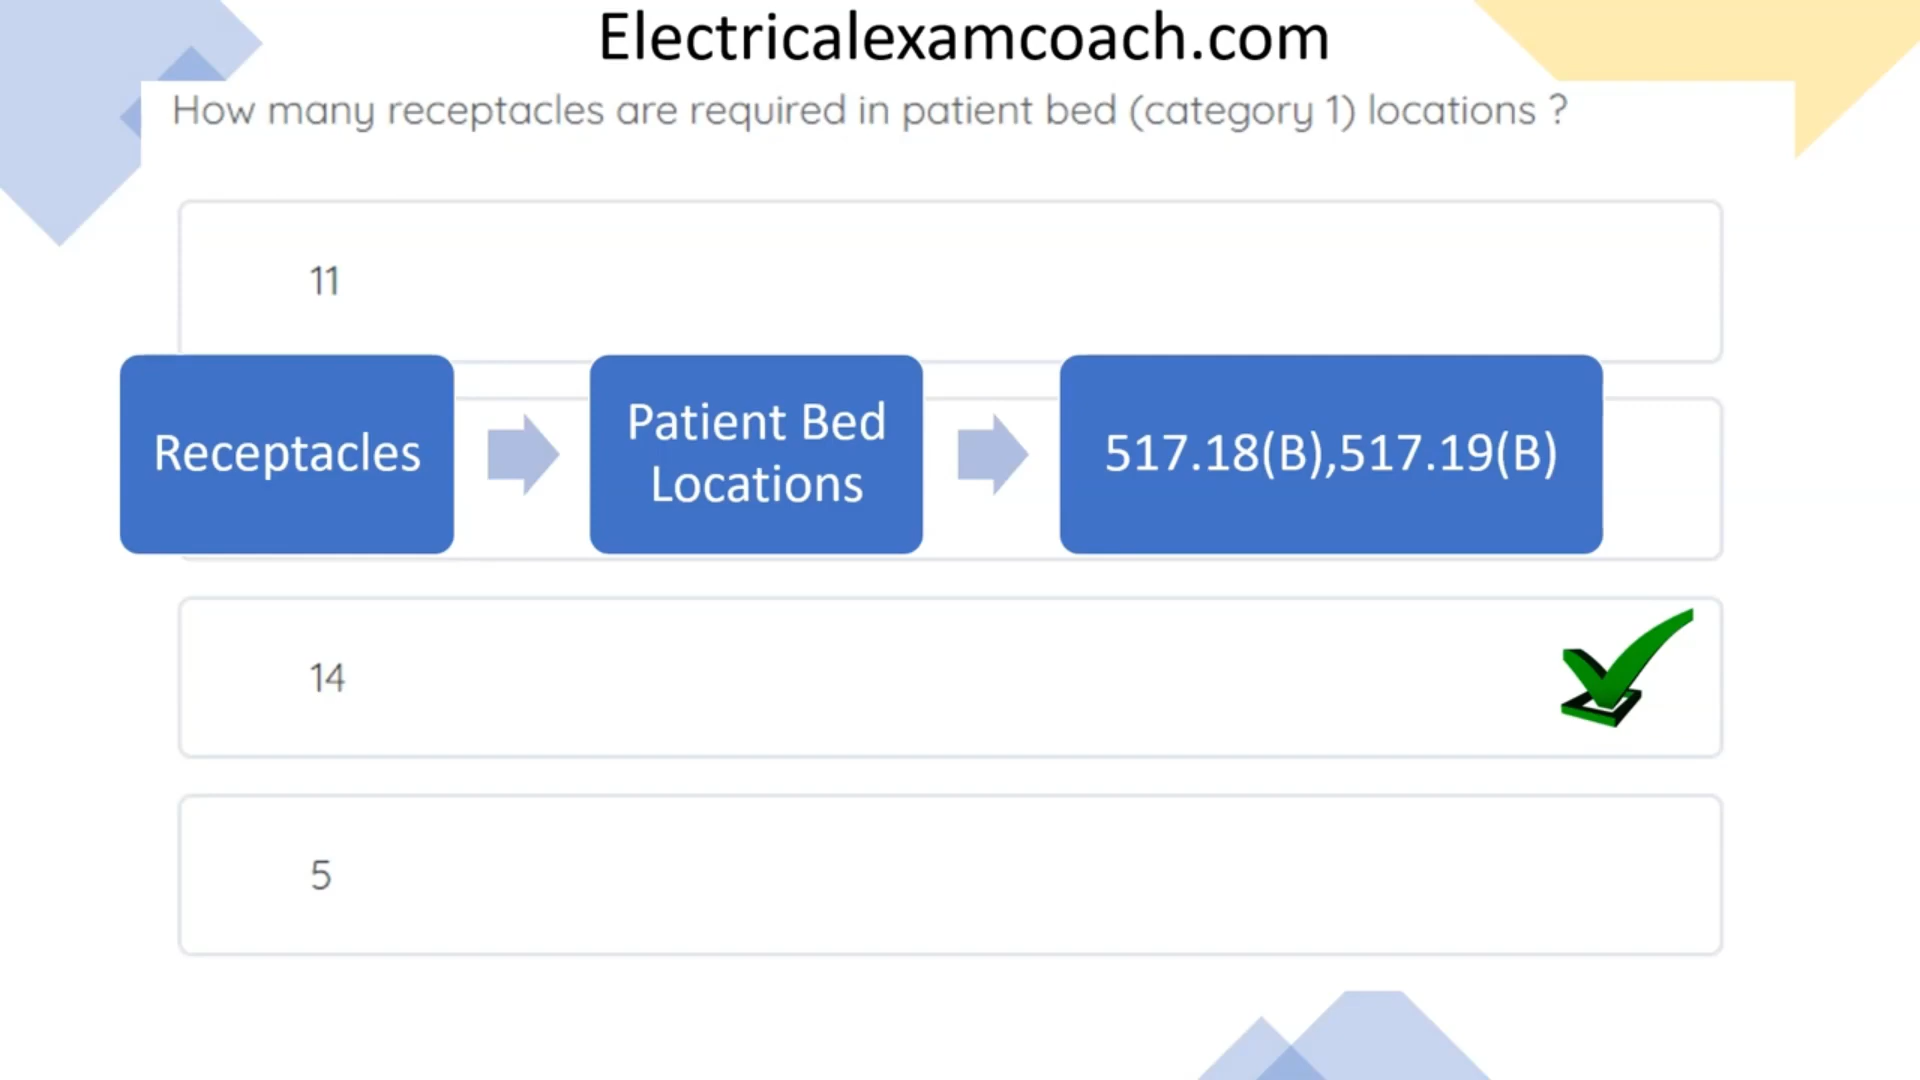 Electricalexamcoach.com
How many receptacles are required in patient bed (category 1) locations ?
11
Receptacles
Patient Bed
Locations
517.18(B),517.19(B)
14
5